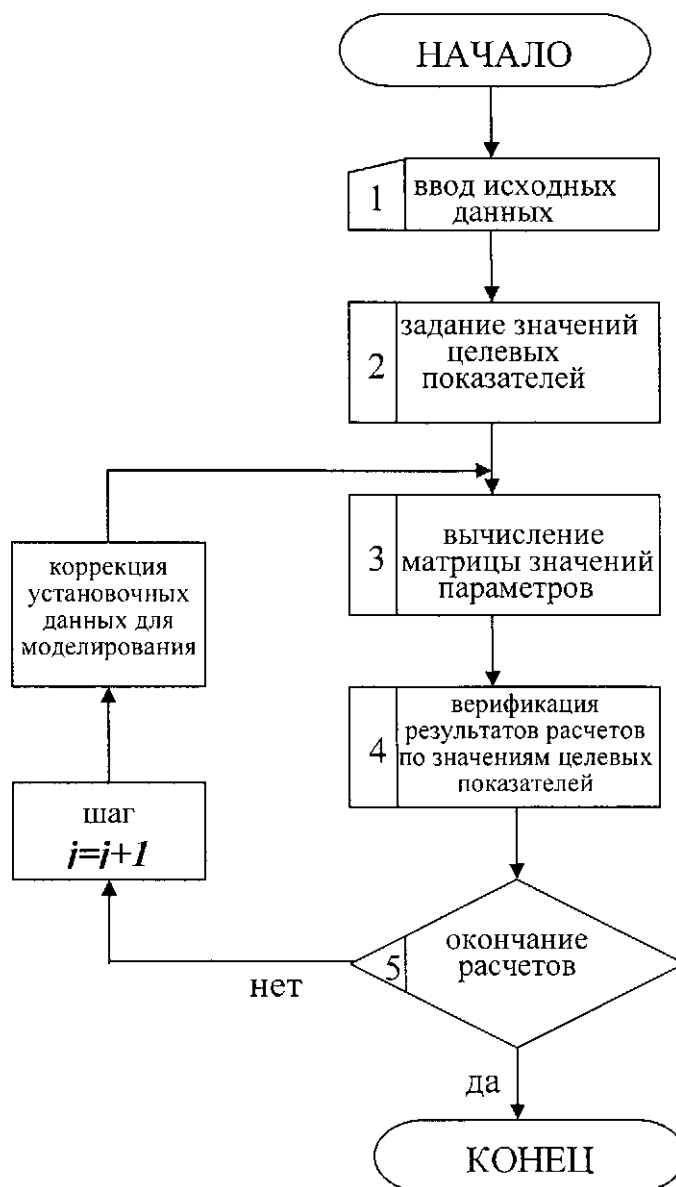 НАЧАЛО
1
ввод исходных
данных
2
задание значений
целевых
показателей
3
вычисление
матрицы значений
параметров
4
верификация
результатов расчетов
по значениям целевых
показателей
5
окончание
расчетов
нет
шаг
j=j+1
коррекция
установочных
данных для
моделирования
да
КОНЕЦ